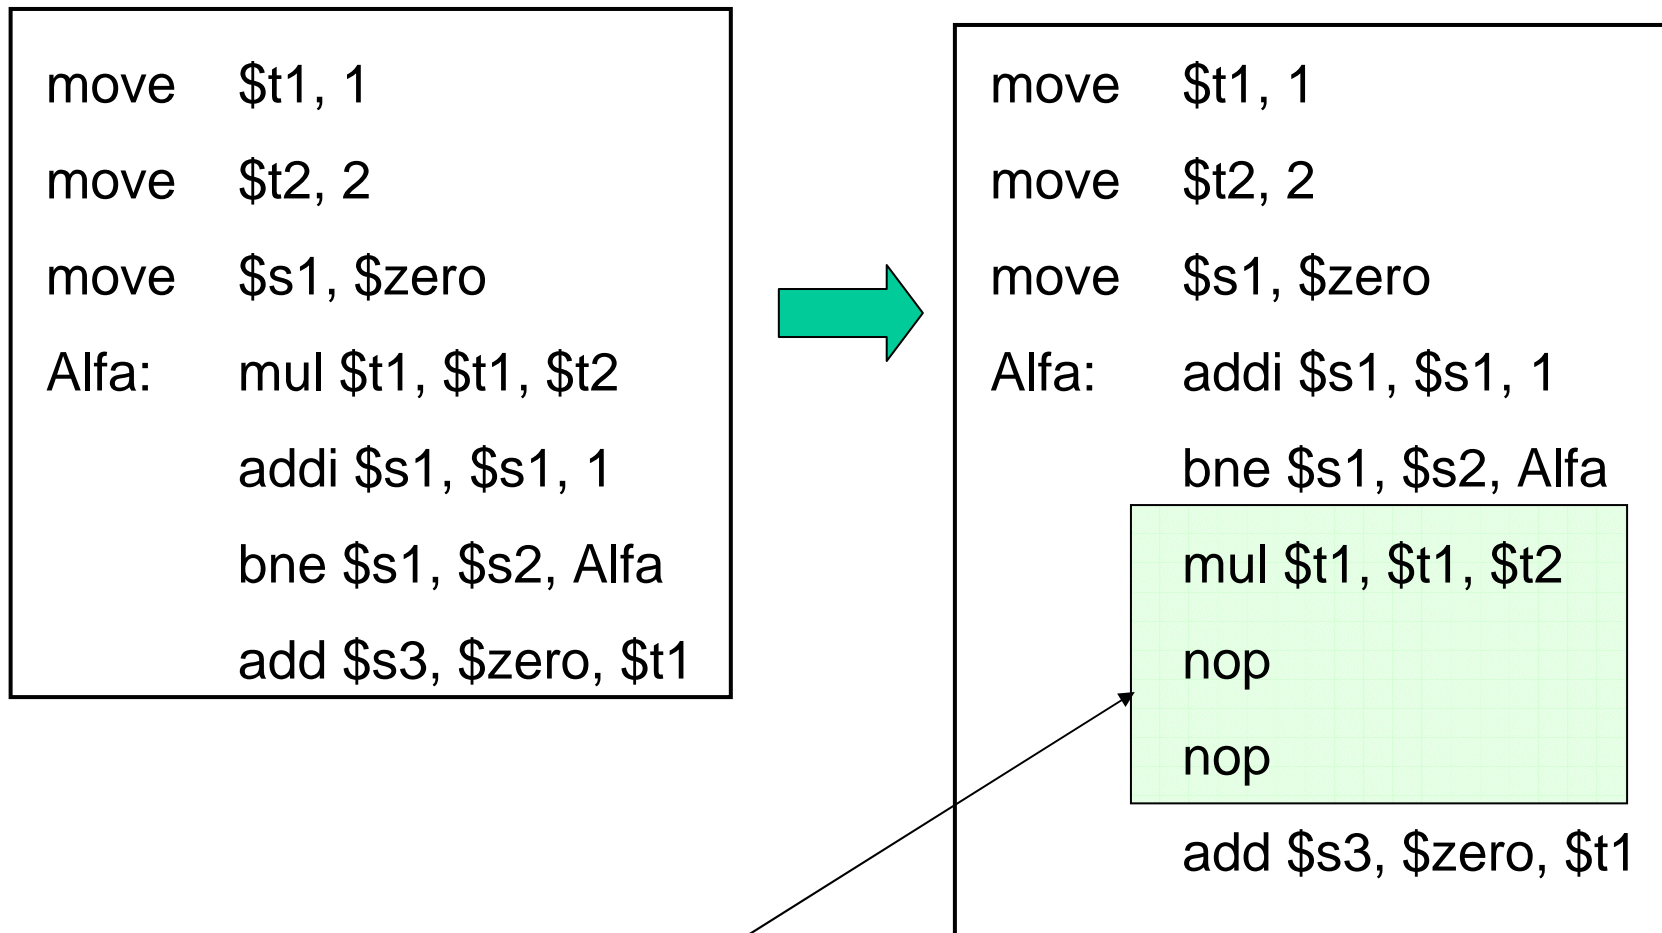 move $t1, 1
move $t2, 2
move $s1, $zero
Alfa: mul $t1, $t1, $t2
addi $s1, $s1, 1
bne $s1, $s2, Alfa
add $s3, $zero, $t1
move $t1, 1
move $t2, 2
move $s1, $zero
Alfa: addi $s1, $s1, 1
bne $s1, $s2, Alfa
mul $t1, $t1, $t2
nop
nop
add $s3, $zero, $t1